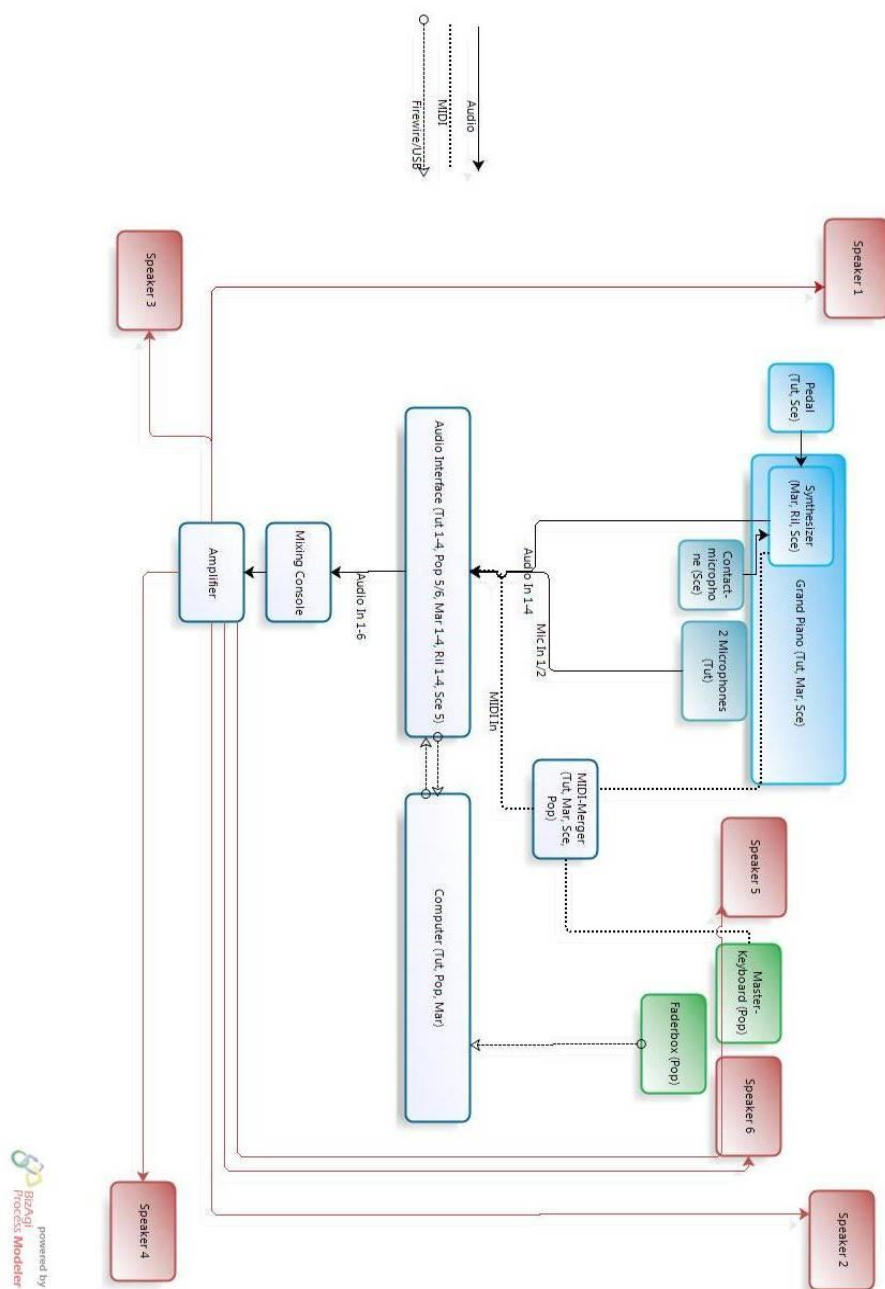 Audio
MIDI
Firewire/USB
Speaker 1
Speaker 3
Pedal
(Tut, Sce)
Synthesizer
(Mar, Ril, Sce)
Grand Piano (Tut, Mar, Sce)
Contact-
micropho
ne (Sce)
2 Microphones
(Tut)
Audio In 1-4
Mic In 1/2
MIDI In
Audio Interface (Tut 1-4, Pop 5/6, Mar 1-4, Ril 1-4, Sce 5)
Audio In 1-6
Mixing Console
Amplifier
MIDI-Merger
(Tut, Mar, Sce,
Pop)
Speaker 5
Master-
Keyboard (Pop)
Faderbox (Pop)
Computer (Tut, Pop, Mar)
Speaker 6
Speaker 2
Speaker 4
powered by
BizAgi
Process Modeler